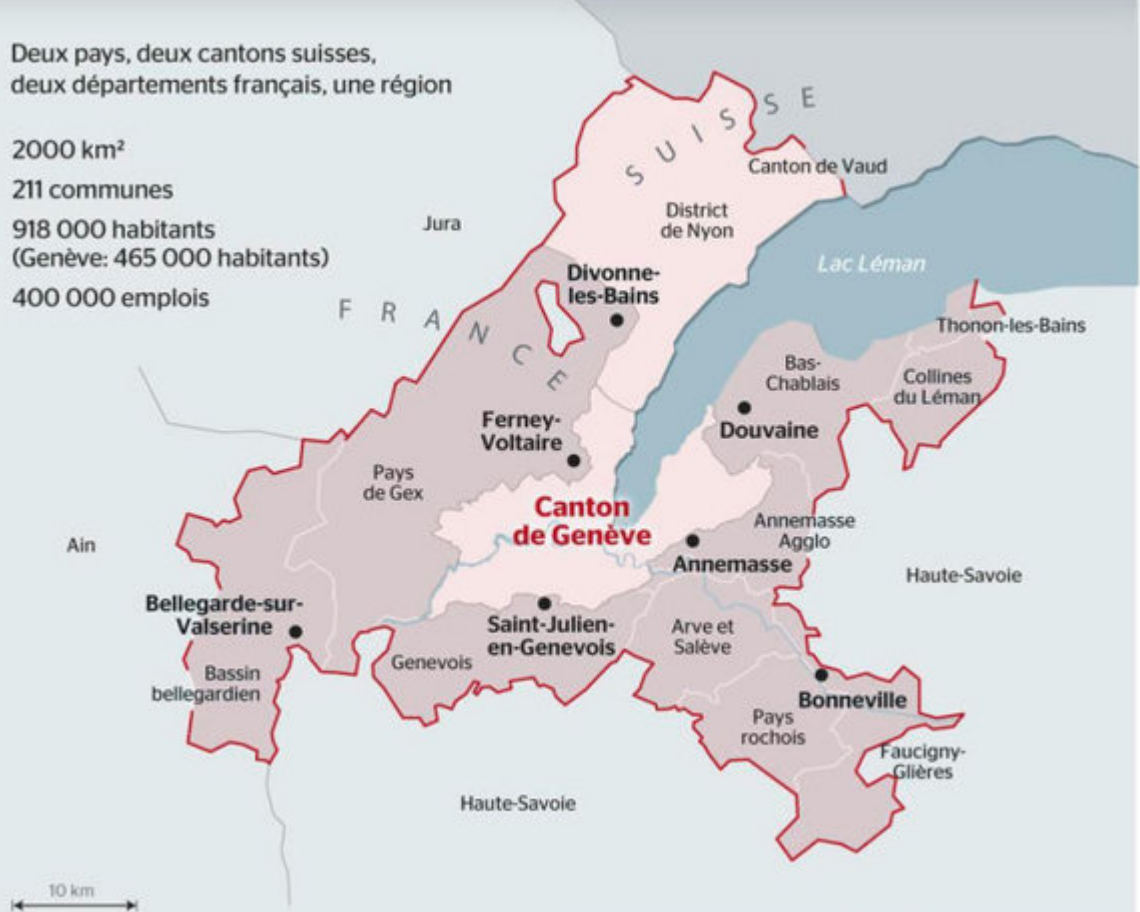 Deux pays, deux cantons suisses,
deux départements français, une région
2000 km²
211 communes
918 000 habitants
(Genève: 465 000 habitants)
400 000 emplois
SUISSE
Canton de Vaud
District
de Nyon
Jura
Lac Léman
FRANCE
Divonne-
les-Bains
Thonon-les-Bains
Bas-
Chablais
Collines
du Léman
Ferney-
Voltaire
Douvaine
Pays
de Gex
Canton
de Genève
Annemasse
Agglo
Ain
Annemasse
Haute-Savoie
Bellegarde-sur-
Valserine
Saint-Julien-
en-Genevois
Arve et
Salève
Genevois
Bassin
bellegardien
Bonneville
Pays
rochois
Faucigny-
Glières
Haute-Savoie
10 km